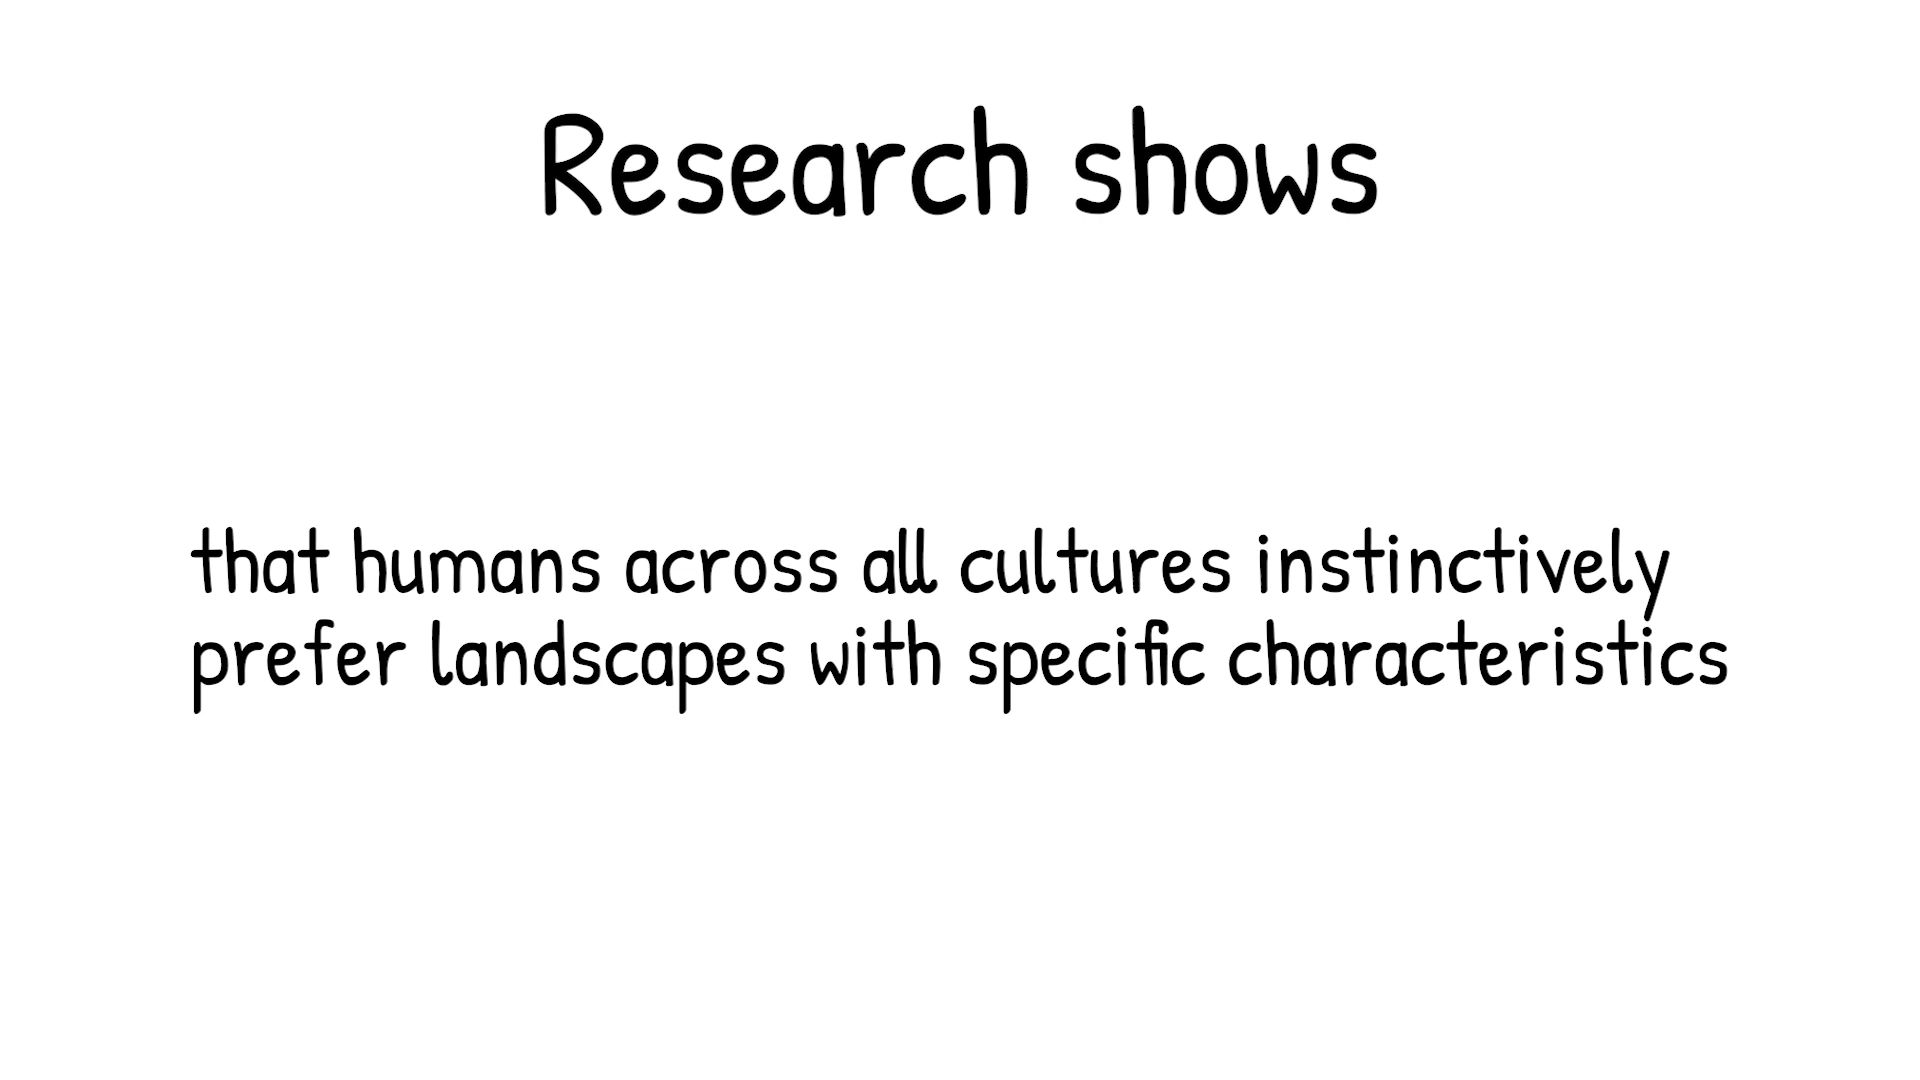 Research shows
that humans across all cultures instinctively
prefer landscapes with specific characteristics